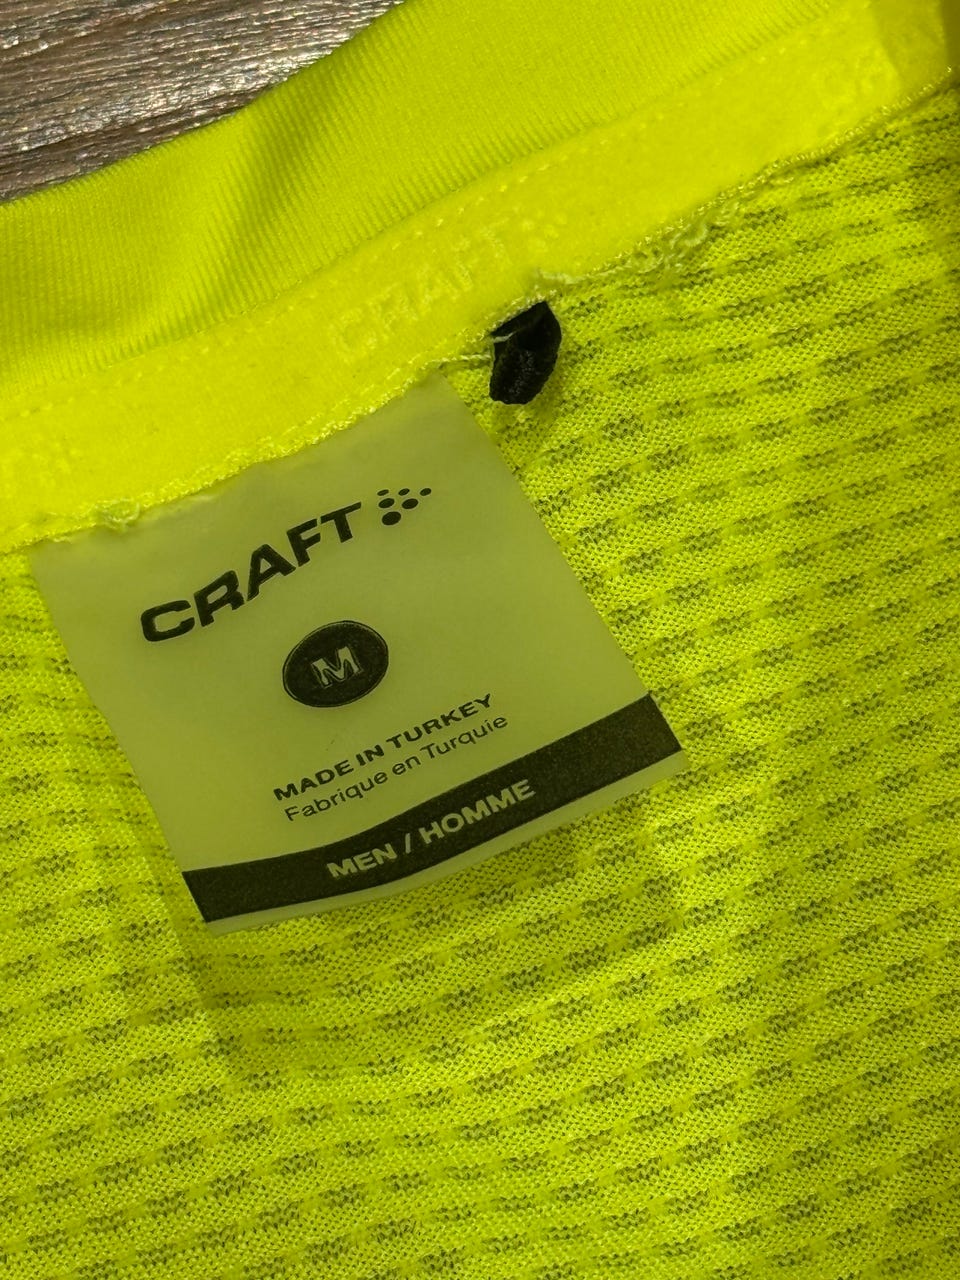 CRAFT
CRAFT
M
MADE IN TURKEY
Fabrique en Turquie
MEN / HOMME